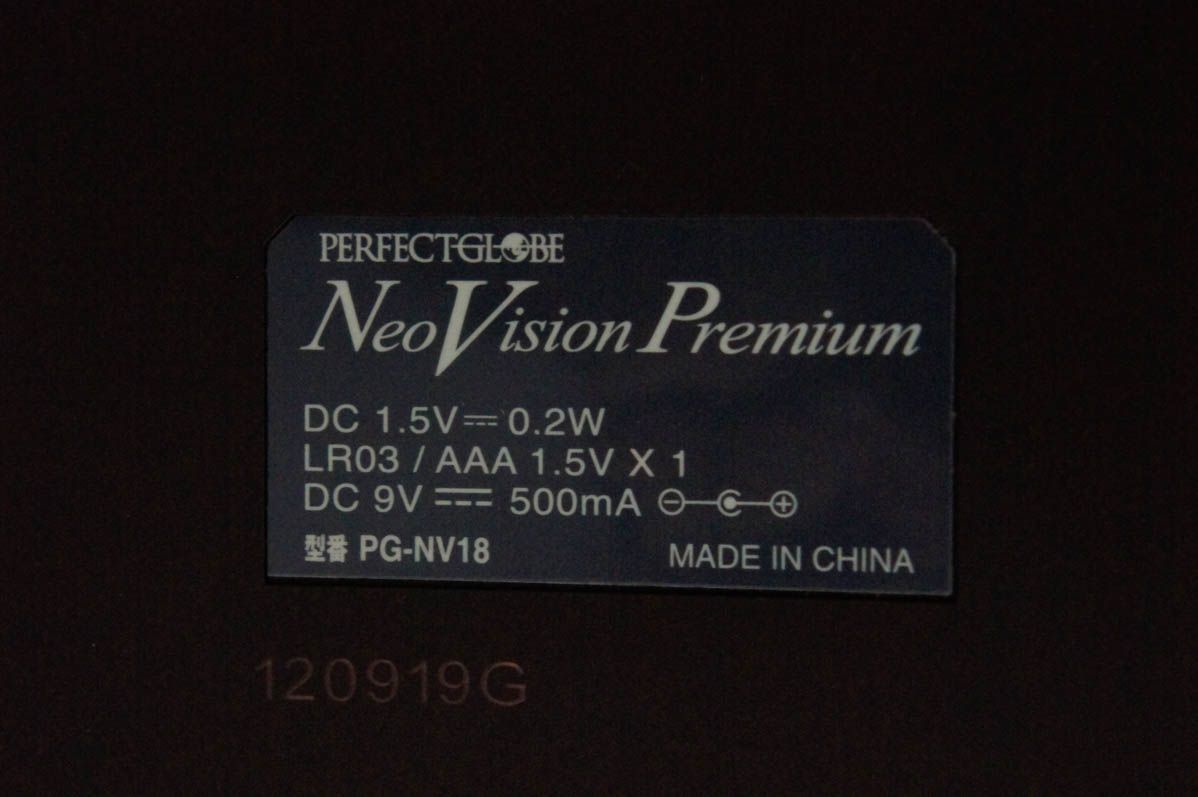 PERFECTGLOBE
NeoVision Premium
DC 1.5V⎓0.2W
LR03 / AAA 1.5V X 1
DC 9V ⎓ 500mA
型番 PG-NV18
MADE IN CHINA
120919G